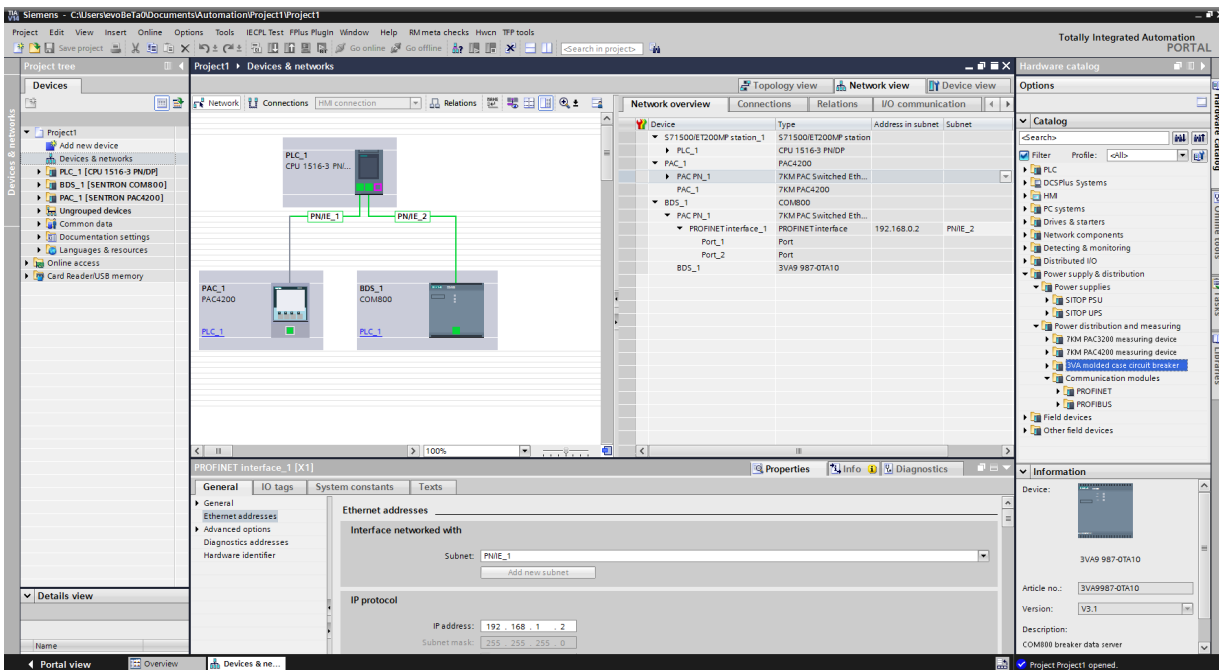 Siemens - C:\Users\evoBeTa0\Documents\Automation\Project1\Project1
Project Edit View Insert Online Options Tools IECPL Test FPlus Plugin Window Help RM meta checks Hwcn TFP tools
Totally Integrated Automation
PORTAL
Save project Go online Go offline <Search in project>
Project tree
Devices
Project1
Add new device
Devices & networks
PLC_1 [CPU 1516-3 PN/DP]
BDS_1 [SENTRON COM800]
PAC_1 [SENTRON PAC4200]
Ungrouped devices
Common data
Documentation settings
Languages & resources
Online access
Card Reader/USB memory
Details view
Name
Devices & networks
Project1 › Devices & networks
Topology view Network view Device view
Network Connections HMI connection Relations
PLC_1
CPU 1516-3 PN/...
PN/IE_1
PN/IE_2
PAC_1
PAC4200
PLC_1
BDS_1
COM800
PLC_1
100%
Network overview Connections Relations I/O communication
Device Type Address in subnet Subnet
S71500/ET200MP station_1 S71500/ET200MP station
PLC_1 CPU 1516-3 PN/DP
PAC_1 PAC4200
PAC PN_1 7KM PAC Switched Eth...
PAC_1 7KM PAC4200
BDS_1 COM800
PAC PN_1 7KM PAC Switched Eth...
PROFINET interface_1 PROFINET interface 192.168.0.2 PN/IE_2
Port_1 Port
Port_2 Port
BDS_1 3VA9 987-0TA10
PROFINET interface_1 [X1]
Properties Info Diagnostics
General IO tags System constants Texts
General
Ethernet addresses
Advanced options
Diagnostics addresses
Hardware identifier
Ethernet addresses
Interface networked with
Subnet: PN/IE_1
Add new subnet
IP protocol
IP address: 192 . 168 . 1 . 2
Subnet mask: 255 . 255 . 255 . 0
Hardware catalog
Options
Catalog
<Search>
Filter Profile: <All>
PLC
DCSPlus Systems
HMI
PC systems
Drives & starters
Network components
Detecting & monitoring
Distributed I/O
Power supply & distribution
Power supplies
SITOP PSU
SITOP UPS
Power distribution and measuring
7KM PAC3200 measuring device
7KM PAC4200 measuring device
3VA molded case circuit breaker
Communication modules
PROFINET
PROFIBUS
Field devices
Other field devices
Information
Device:
3VA9 987-0TA10
Article no.: 3VA9987-0TA10
Version: V3.1
Description:
COM800 breaker data server
Hardware catalog
Online tools
Tasks
Libraries
Portal view Overview Devices & ne...
Project Project1 opened.